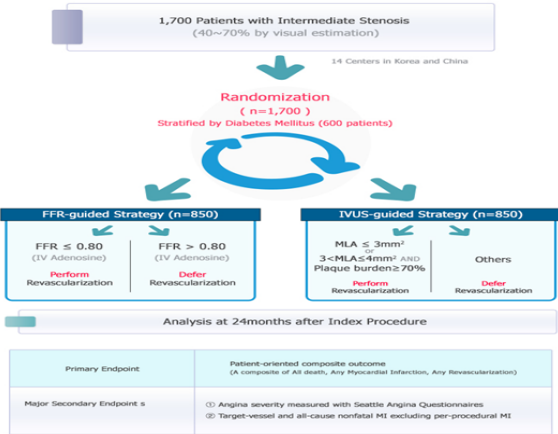 1,700 Patients with Intermediate Stenosis
(40~70% by visual estimation)
14 Centers in Korea and China
Randomization
( n=1,700 )
Stratified by Diabetes Mellitus (600 patients)
FFR-guided Strategy (n=850)
FFR ≤ 0.80
(IV Adenosine)
Perform
Revascularization
FFR > 0.80
(IV Adenosine)
Defer
Revascularization
IVUS-guided Strategy (n=850)
MLA ≤ 3mm²
or
3<MLA≤4mm² AND
Plaque burden≥70%
Perform
Revascularization
Others
Defer
Revascularization
Analysis at 24months after Index Procedure
Primary Endpoint
Patient-oriented composite outcome
(A composite of All death, Any Myocardial Infarction, Any Revascularization)
Major Secondary Endpoint s
① Angina severity measured with Seattle Angina Questionnaires
② Target-vessel and all-cause nonfatal MI excluding per-procedural MI